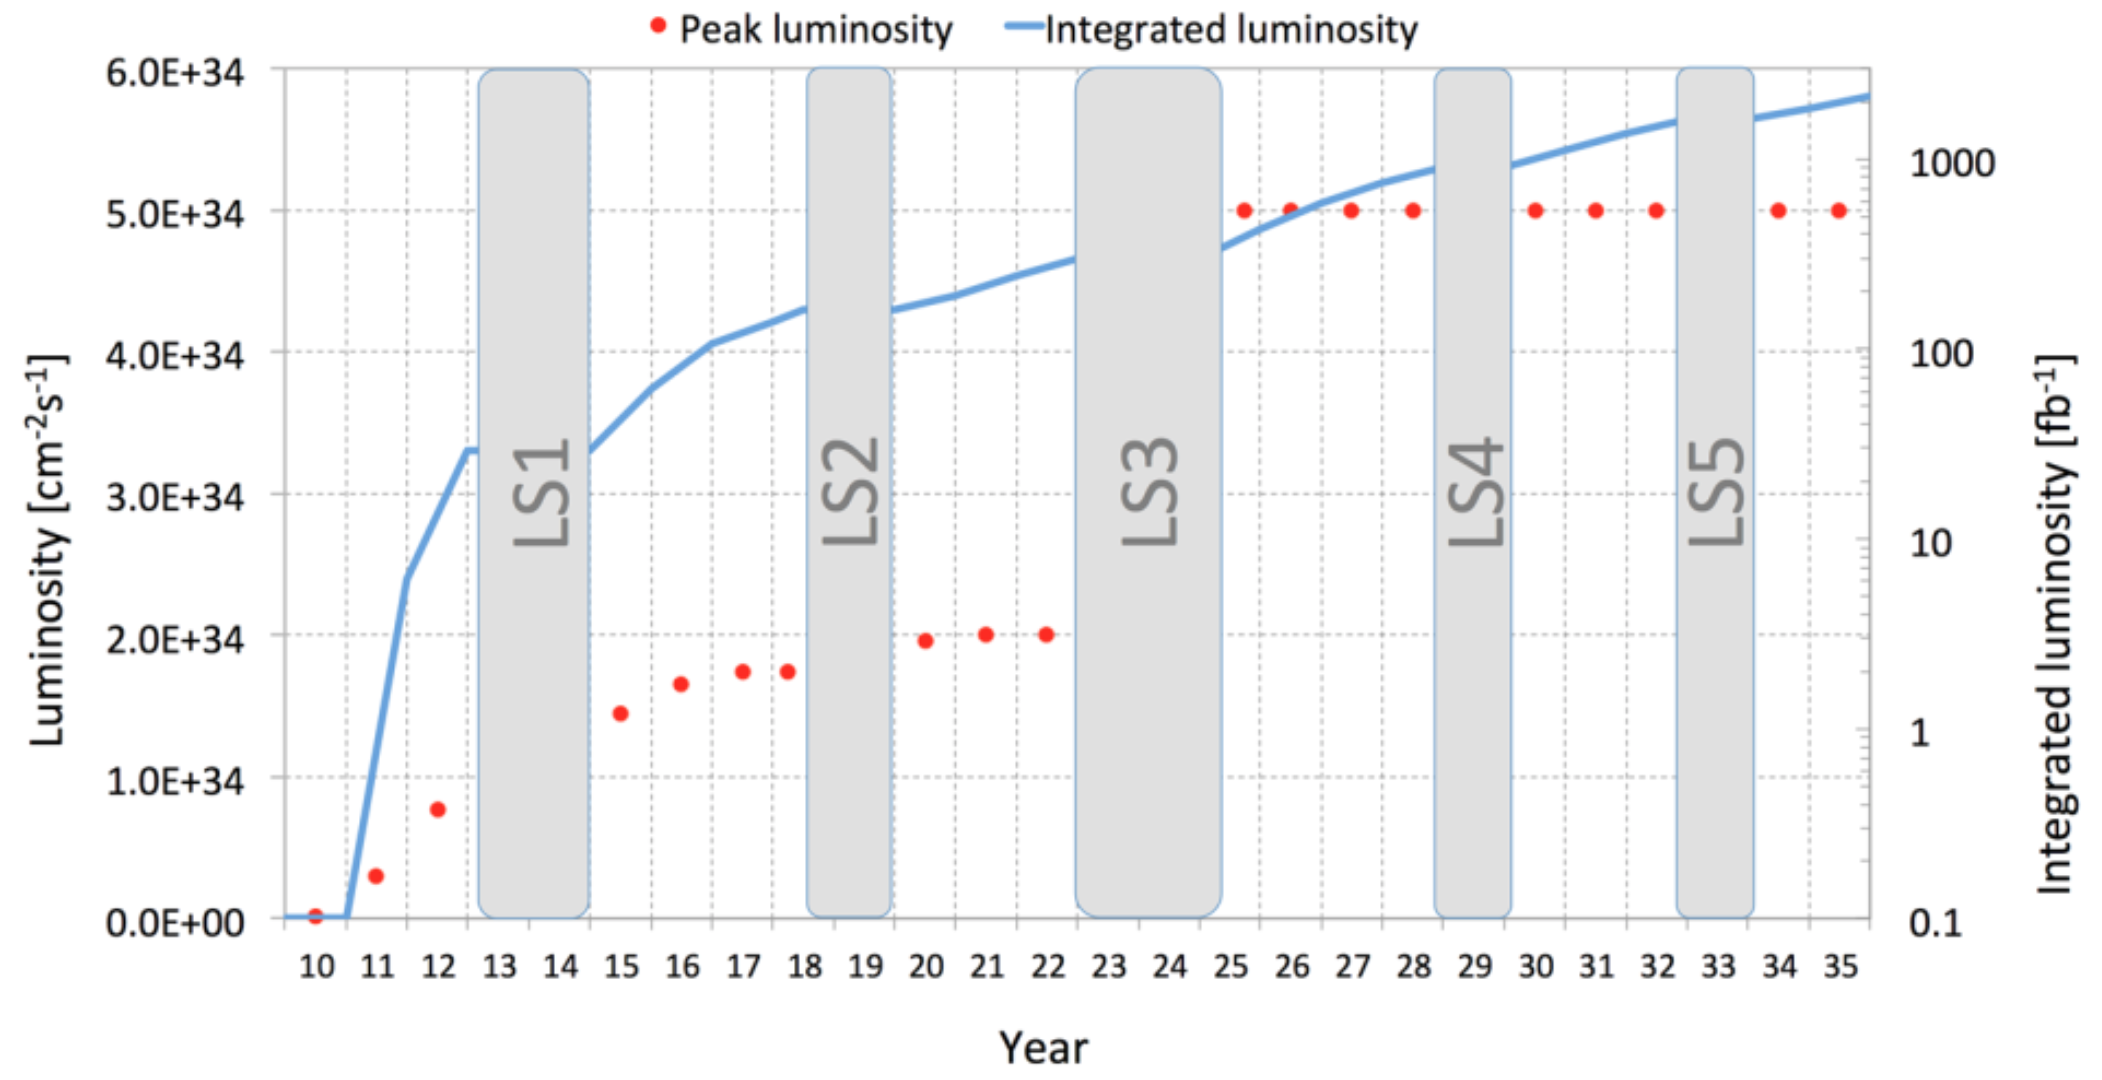 Peak luminosity Integrated luminosity
6.0E+34
5.0E+34
4.0E+34
3.0E+34
2.0E+34
1.0E+34
0.0E+00
Luminosity [cm-2s-1]
LS1
LS2
LS3
LS4
LS5
1000
100
10
1
0.1
Integrated luminosity [fb-1]
10 11 12 13 14 15 16 17 18 19 20 21 22 23 24 25 26 27 28 29 30 31 32 33 34 35
Year